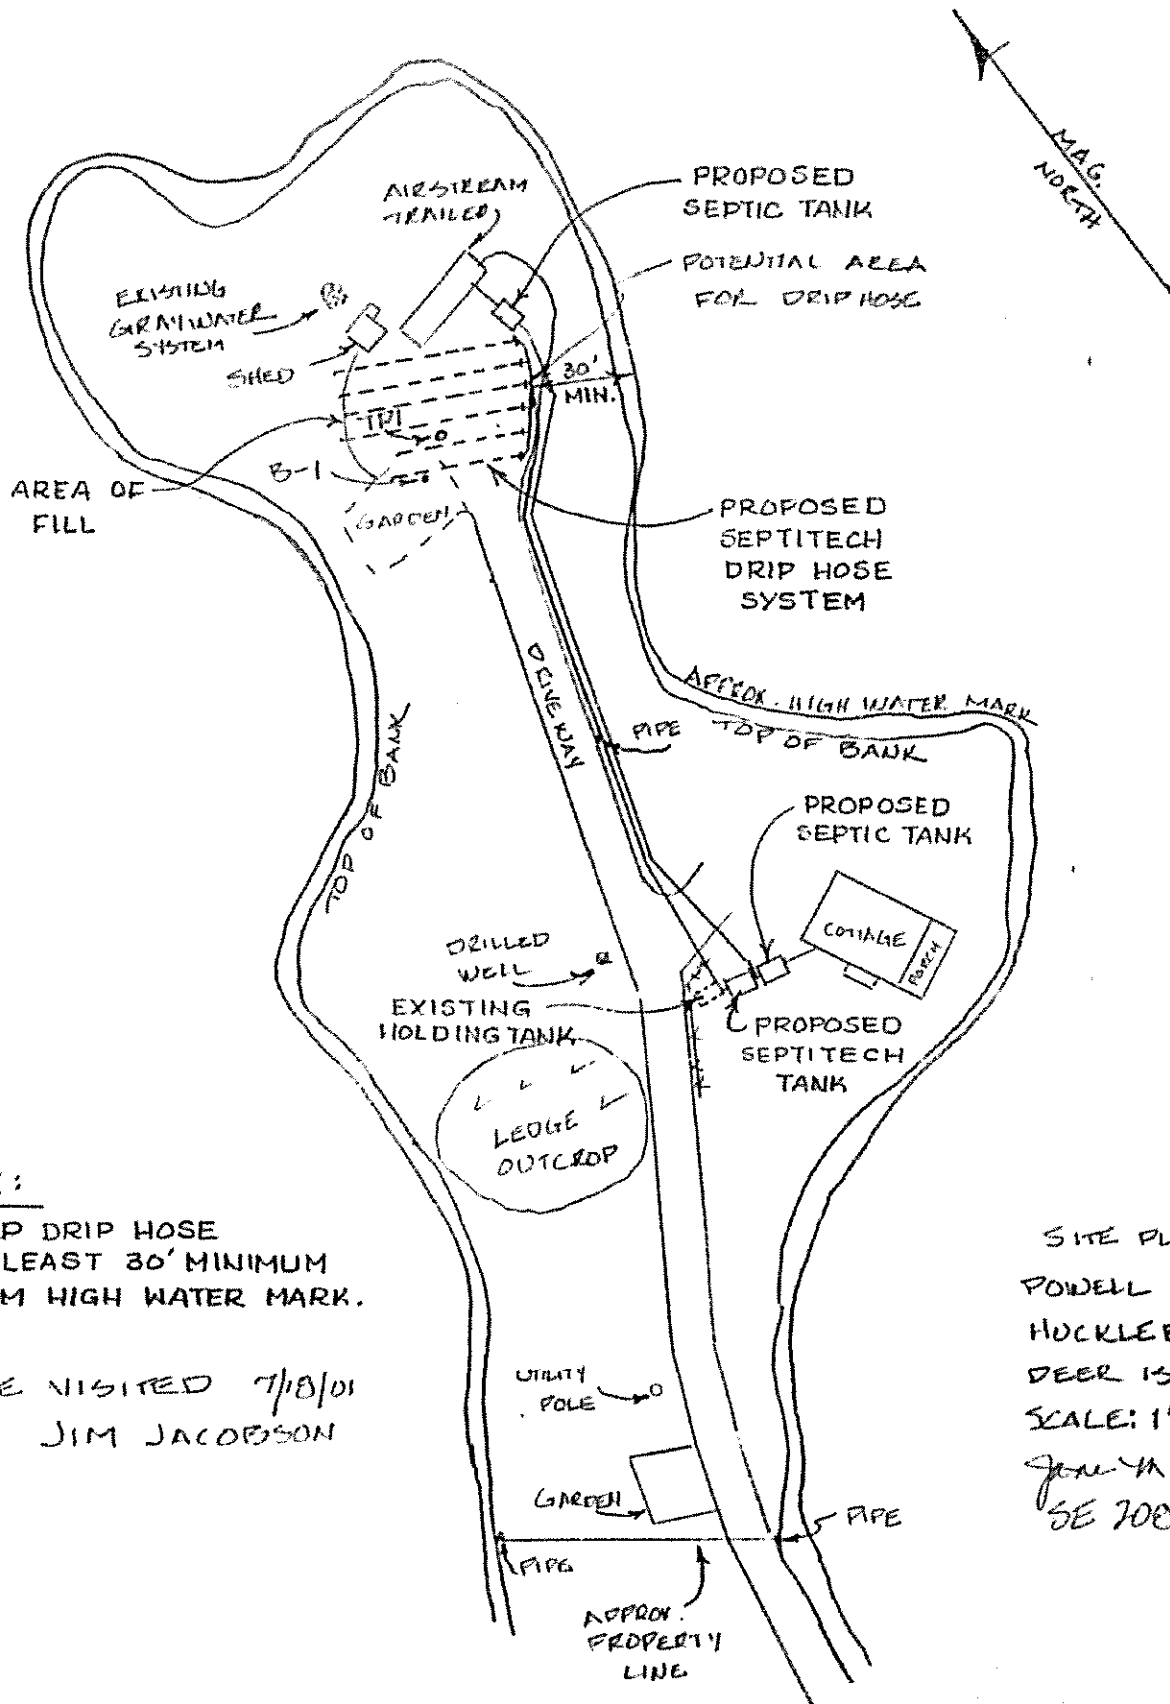 MAG.
NORTH
PROPOSED
SEPTIC TANK
AIRSTREAM
TRAILER
POTENTIAL AREA
FOR DRIP HOSE
EXISTING
GRAYWATER
SYSTEM
SHED
30'
MIN.
TP1
B-1
AREA OF
FILL
GARDEN
PROPOSED
SEPTITECH
DRIP HOSE
SYSTEM
DRIVEWAY
APPROX. HIGH WATER MARK
TOP OF BANK
PIPE
TOP OF BANK
PROPOSED
SEPTIC TANK
COTTAGE
PORCH
DRILLED
WELL
EXISTING
HOLDING TANK
PROPOSED
SEPTITECH
TANK
LEDGE
OUTCROP
:
P DRIP HOSE
LEAST 30' MINIMUM
M HIGH WATER MARK.
E VISITED 7/18/01
JIM JACOBSON
SITE PL
POWELL
HUCKLEB
DEER IS
SCALE: 1"
SE 208
UTILITY
POLE
GARDEN
PIPE
PIPE
APPROX.
PROPERTY
LINE